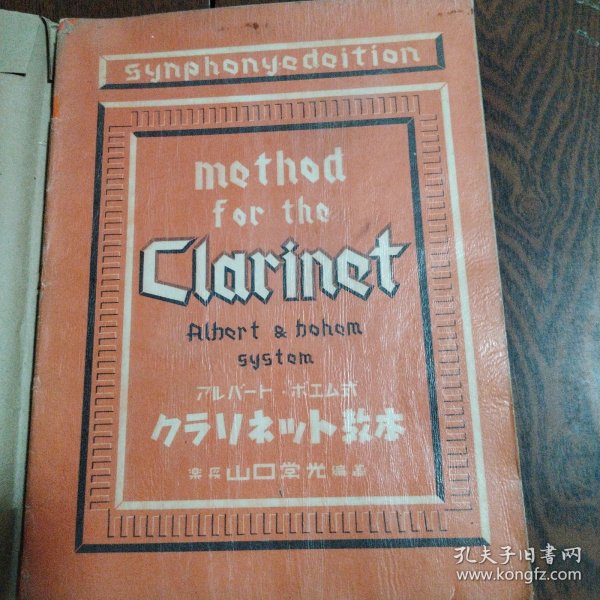 Synphonyedeition
method
for the
Clarinet
Albert & bohem
system
アルバート・ボエム式
クラリネット教本
楽長 山口常光 編著
孔夫子旧书网
www.kongfz.com